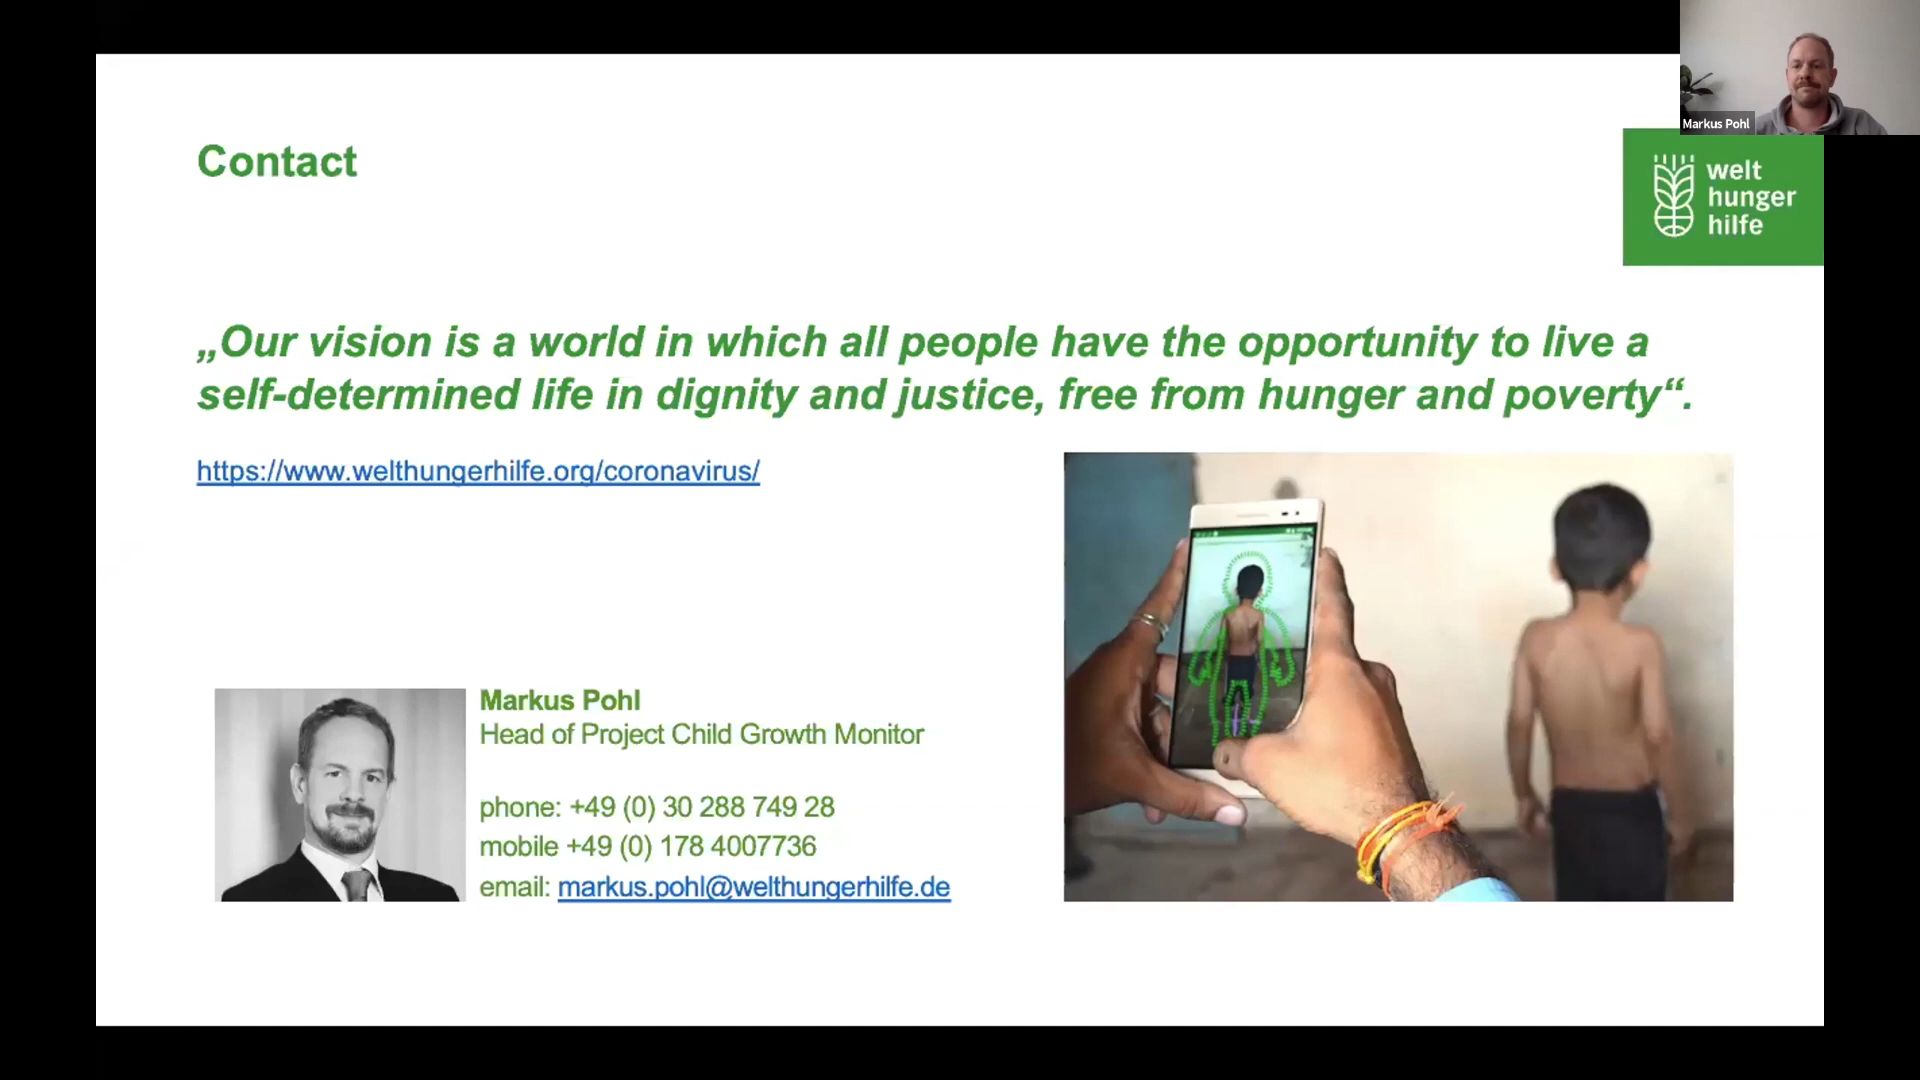 Markus Pohl
Contact
welt
hunger
hilfe
„Our vision is a world in which all people have the opportunity to live a
self-determined life in dignity and justice, free from hunger and poverty“.
https://www.welthungerhilfe.org/coronavirus/
Markus Pohl
Head of Project Child Growth Monitor
phone: +49 (0) 30 288 749 28
mobile +49 (0) 178 4007736
email: markus.pohl@welthungerhilfe.de